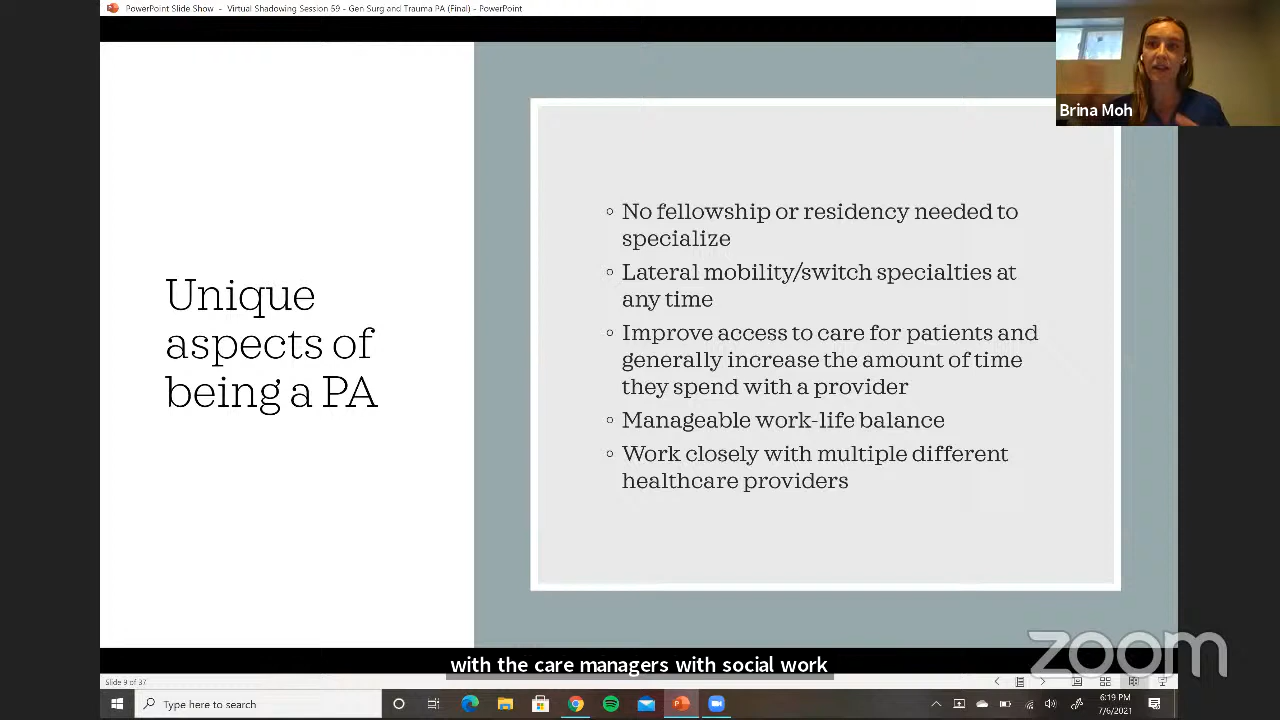 PowerPoint Slide Show - Virtual Shadowing Session 59 - Gen Surg and Trauma PA (Final) - PowerPoint
Brina Moh
Unique
aspects of
being a PA
No fellowship or residency needed to
specialize
Lateral mobility/switch specialties at
any time
Improve access to care for patients and
generally increase the amount of time
they spend with a provider
Manageable work-life balance
Work closely with multiple different
healthcare providers
zoom
with the care managers with social work
Slide 9 of 37
Type here to search
6:19 PM
7/6/2021